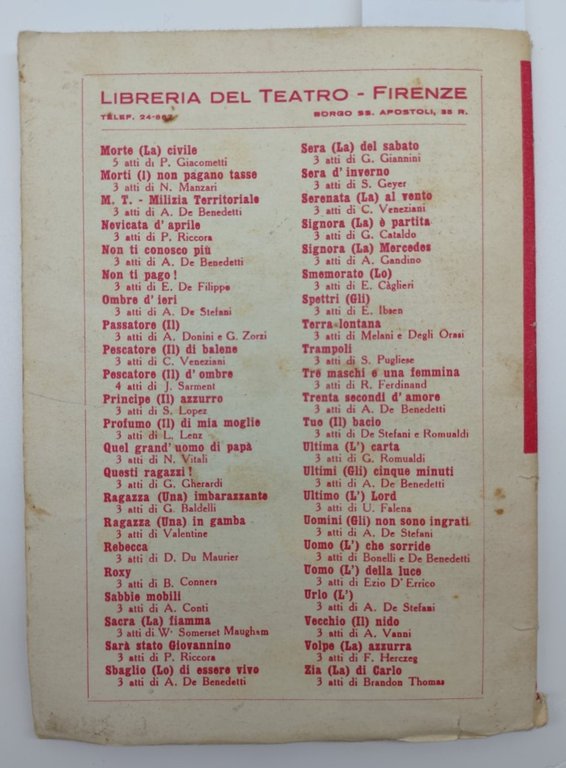 LIBRERIA DEL TEATRO - FIRENZE
TELEF. 24-667 BORGO SS. APOSTOLI, 35 R.
Morte (La) civile
5 atti di P. Giacometti
Morti (I) non pagano tasse
3 atti di N. Manzari
M. T. - Milizia Territoriale
3 atti di A. De Benedetti
Nevicata d' aprile
3 atti di P. Riccora
Non ti conosco più
3 atti di A. De Benedetti
Non ti pago!
3 atti di E. De Filippo
Ombre d' ieri
3 atti di A. De Stefani
Passatore (Il)
3 atti di A. Donini e G. Zorzi
Pescatore (Il) di balene
3 atti di C. Veneziani
Pescatore (Il) d' ombre
4 atti di J. Sarment
Principe (Il) azzurro
3 atti di S. Lopez
Profumo (Il) di mia moglie
3 atti di L. Lenz
Quel grand' uomo di papà
3 atti di N. Vitali
Questi ragazzi!
3 atti di G. Gherardi
Ragazza (Una) imbarazzante
3 atti di G. Baldelli
Ragazza (Una) in gamba
3 atti di Valentine
Rebecca
3 atti di D. Du Maurier
Roxy
3 atti di B. Conners
Sabbie mobili
3 atti di A. Conti
Sacra (La) fiamma
3 atti di W. Somerset Maugham
Sarà stato Giovannino
3 atti di P. Riccora
Sbaglio (Lo) di essere vivo
3 atti di A. De Benedetti
Sera (La) del sabato
3 atti di G. Giannini
Sera d' inverno
3 atti di S. Geyer
Serenata (La) al vento
3 atti di C. Veneziani
Signora (La) è partita
3 atti di G. Cataldo
Signora (La) Mercedes
3 atti di A. Gandino
Smemorato (Lo)
3 atti di E. Càglieri
Spettri (Gli)
3 atti di E. Ibsen
Terra lontana
3 atti di Melani e Degli Orasi
Trampoli
3 atti di S. Pugliese
Tre maschi e una femmina
3 atti di R. Ferdinand
Trenta secondi d' amore
3 atti di A. De Benedetti
Tuo (Il) bacio
3 atti di De Stefani e Romualdi
Ultima (L') carta
3 atti di G. Romualdi
Ultimi (Gli) cinque minuti
3 atti di A. De Benedetti
Ultimo (L') Lord
3 atti di U. Falena
Uomini (Gli) non sono ingrati
3 atti di A. De Stefani
Uomo (L') che sorride
3 atti di Bonelli e De Benedetti
Uomo (L') della luce
3 atti di Ezio D' Errico
Urlo (L')
3 atti di A. De Stefani
Vecchio (Il) nido
3 atti di A. Vanni
Volpe (La) azzurra
3 atti di F. Herczeg
Zia (La) di Carlo
3 atti di Brandon Thomas